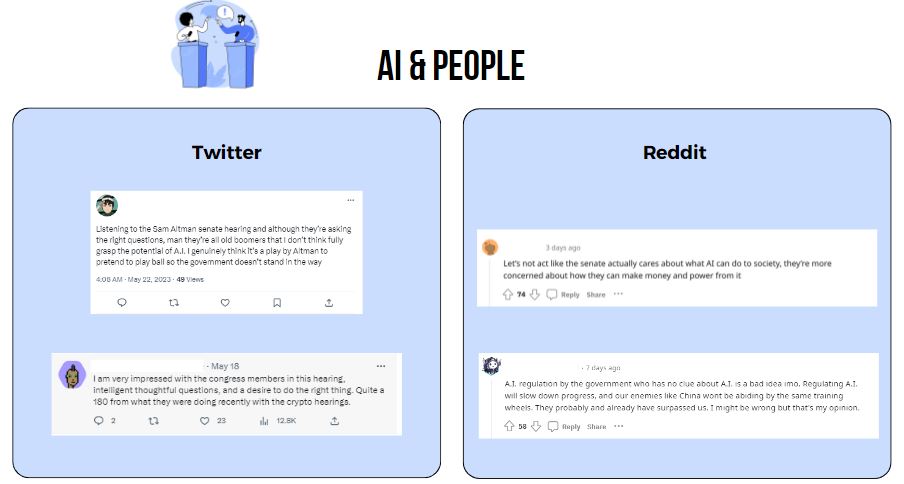 AI & PEOPLE
Twitter
Listening to the Sam Altman senate hearing and although they're asking
the right questions, man they're all old boomers that I don't think fully
grasp the potential of A.I. I genuinely think it's a play by Altman to
pretend to play ball so the government doesn't stand in the way
4:06 AM · May 22, 2023 · 49 Views
· May 18
I am very impressed with the congress members in this hearing,
intelligent thoughtful questions, and a desire to do the right thing. Quite a
180 from what they were doing recently with the crypto hearings.
2 23 12.8K
Reddit
3 days ago
Let's not act like the senate actually cares about what AI can do to society, they're more
concerned about how they can make money and power from it
74 Reply Share ···
· 7 days ago
A.I. regulation by the government who has no clue about A.I. is a bad idea imo. Regulating A.I.
will slow down progress, and our enemies like China wont be abiding by the same training
wheels. They probably and already have surpassed us. I might be wrong but that's my opinion.
58 Reply Share ···